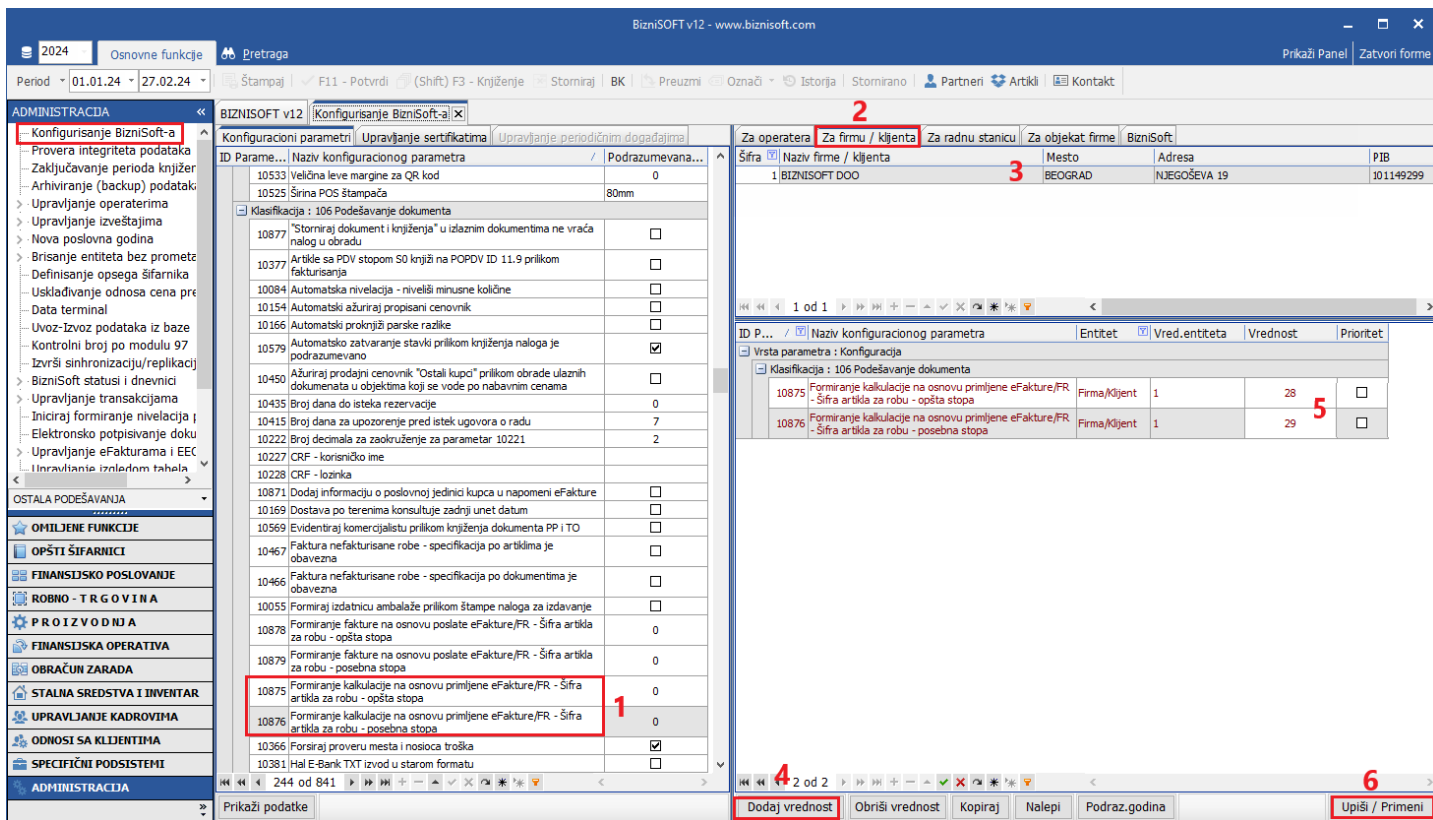 BizniSOFT v12 - www.biznisoft.com
2024
Osnovne funkcije
Pretraga
Prikaži Panel
Zatvori forme
Period
01.01.24
27.02.24
Štampaj
F11 - Potvrdi
(Shift) F3 - Knjiženje
Storniraj
BK
Preuzmi
Označi
Istorija
Stornirano
Partneri
Artikli
Kontakt
ADMINISTRACIJA
«
Konfigurisanje BizniSoft-a
Provera integriteta podataka
Zaključavanje perioda knjižer
Arhiviranje (backup) podataka
Upravljanje operaterima
Upravljanje izveštajima
Nova poslovna godina
Brisanje entiteta bez prometa
Definisanje opsega šifarnika
Usklađivanje odnosa cena pre
Data terminal
Uvoz-Izvoz podataka iz baze
Kontrolni broj po modulu 97
Izvrši sinhronizaciju/replikacij
BizniSoft statusi i dnevnici
Upravljanje transakcijama
Iniciraj formiranje nivelacija p
Elektronsko potpisivanje doku
Upravljanje eFakturama i EEO
Upravljanje izgledom tabela
OSTALA PODEŠAVANJA
OMILJENE FUNKCIJE
OPŠTI ŠIFARNICI
FINANSIJSKO POSLOVANJE
ROBNO - T R G O V I N A
P R O I Z V O D NJ A
FINANSIJSKA OPERATIVA
OBRAČUN ZARADA
STALNA SREDSTVA I INVENTAR
UPRAVLJANJE KADROVIMA
ODNOSI SA KLIJENTIMA
SPECIFIČNI PODSISTEMI
ADMINISTRACIJA
»
BIZNISOFT v12
Konfigurisanje BizniSoft-a
Konfiguracioni parametri
Upravljanje sertifikatima
Upravljanje periodičnim događajima
ID Parame... Naziv konfiguracionog parametra Podrazumevana...
10533 Veličina leve margine za QR kod 0
10525 Širina POS štampača 80mm
Klasifikacija : 106 Podešavanje dokumenta
10877 "Storniraj dokument i knjiženja" u izlaznim dokumentima ne vraća
nalog u obradu
10377 Artikle sa PDV stopom S0 knjiži na POPDV ID 11.9 prilikom
fakturisanja
10084 Automatska nivelacija - niveliši minusne količine
10154 Automatski ažuriraj propisani cenovnik
10166 Automatski proknjiži parske razlike
10579 Automatsko zatvaranje stavki prilikom knjiženja naloga je
podrazumevano
10450 Ažuriraj prodajni cenovnik "Ostali kupci" prilikom obrade ulaznih
dokumenata u objektima koji se vode po nabavnim cenama
10435 Broj dana do isteka rezervacije 0
10415 Broj dana za upozorenje pred istek ugovora o radu 7
10222 Broj decimala za zaokruženje za parametar 10221 2
10227 CRF - korisničko ime
10228 CRF - lozinka
10871 Dodaj informaciju o poslovnoj jedinici kupca u napomeni eFakture
10169 Dostava po terenima konsultuje zadnji unet datum
10569 Evidentiraj komercijalistu prilikom knjiženja dokumenta PP i TO
10467 Faktura nefakturisane robe - specifikacija po artiklima je
obavezna
10466 Faktura nefakturisane robe - specifikacija po dokumentima je
obavezna
10055 Formiraj izdatnicu ambalaže prilikom štampe naloga za izdavanje
10878 Formiranje fakture na osnovu poslate eFakture/FR - Šifra artikla
za robu - opšta stopa 0
10879 Formiranje fakture na osnovu poslate eFakture/FR - Šifra artikla
za robu - posebna stopa 0
10875 Formiranje kalkulacije na osnovu primljene eFakture/FR - Šifra
artikla za robu - opšta stopa 0
1
10876 Formiranje kalkulacije na osnovu primljene eFakture/FR - Šifra
artikla za robu - posebna stopa 0
10366 Forsiraj proveru mesta i nosioca troška
10381 Hal E-Bank TXT izvod u starom formatu
244 od 841
Prikaži podatke
2
Za operatera
Za firmu / klijenta
Za radnu stanicu
Za objekat firme
BizniSoft
Šifra Naziv firme / klijenta Mesto Adresa PIB
1 BIZNISOFT DOO BEOGRAD NJEGOŠEVA 19 101149299
3
1 od 1
ID P... Naziv konfiguracionog parametra Entitet Vred.entiteta Vrednost Prioritet
Vrsta parametra : Konfiguracija
Klasifikacija : 106 Podešavanje dokumenta
10875 Formiranje kalkulacije na osnovu primljene eFakture/FR
- Šifra artikla za robu - opšta stopa Firma/Klijent 1 28
5
10876 Formiranje kalkulacije na osnovu primljene eFakture/FR
- Šifra artikla za robu - posebna stopa Firma/Klijent 1 29
4
2 od 2
6
Dodaj vrednost
Obriši vrednost
Kopiraj
Nalepi
Podraz.godina
Upiši / Primeni